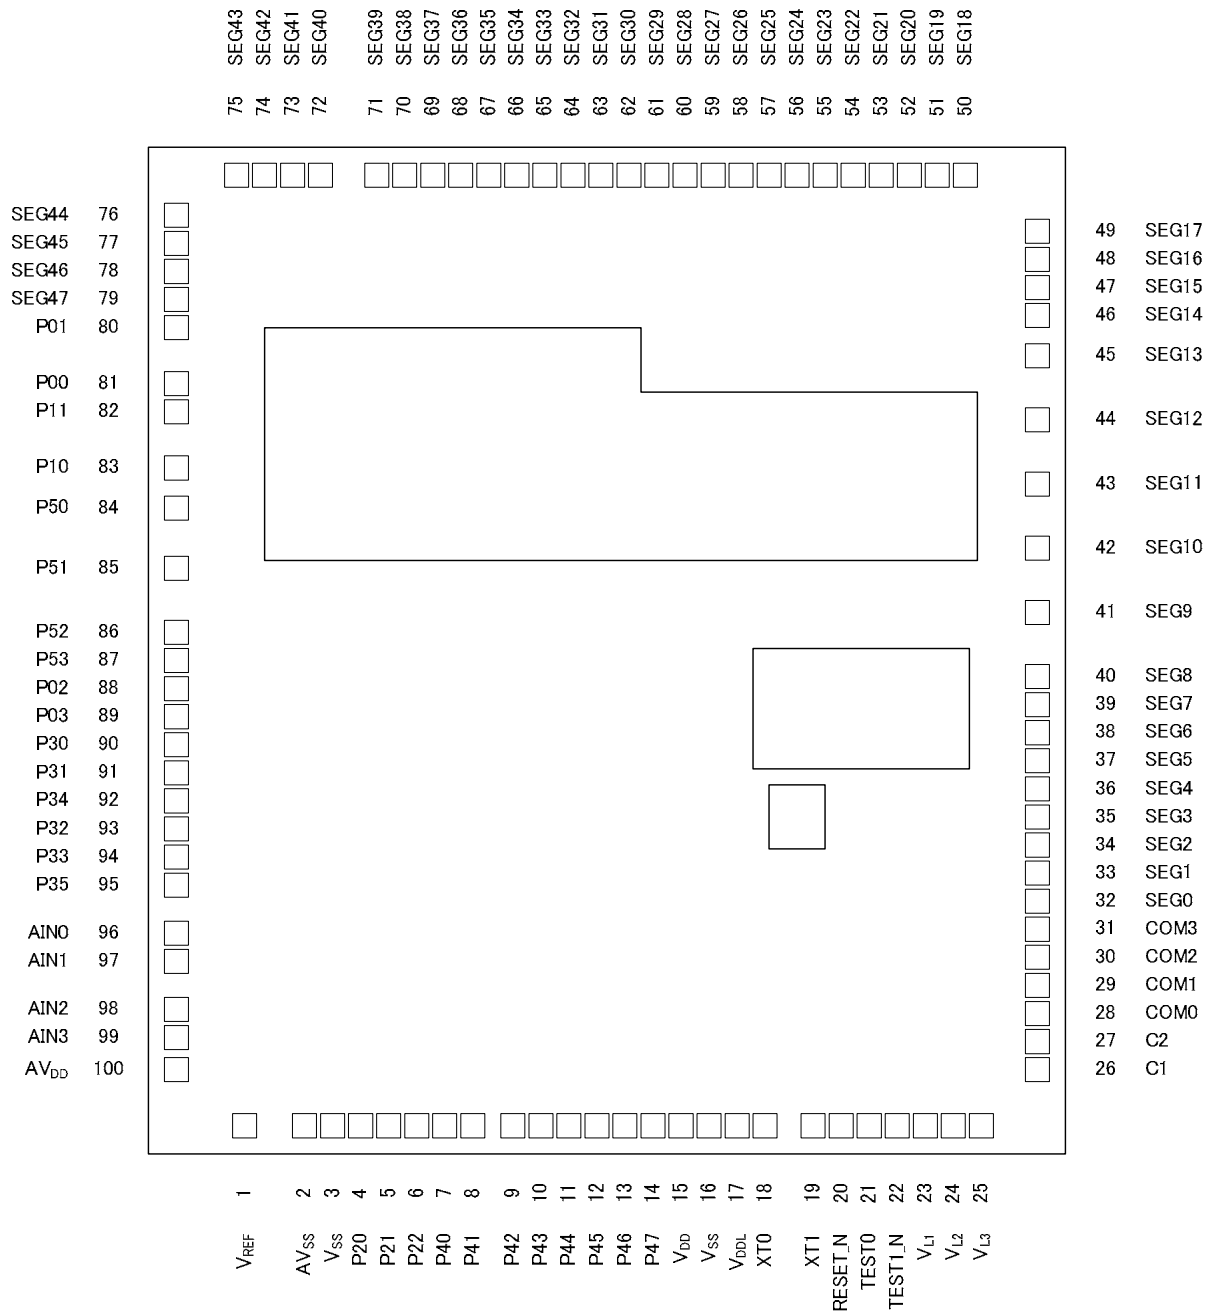 SEG43 SEG42 SEG41 SEG40 SEG39 SEG38 SEG37 SEG36 SEG35 SEG34 SEG33 SEG32 SEG31 SEG30 SEG29 SEG28 SEG27 SEG26 SEG25 SEG24 SEG23 SEG22 SEG21 SEG20 SEG19 SEG18
75 74 73 72 71 70 69 68 67 66 65 64 63 62 61 60 59 58 57 56 55 54 53 52 51 50
SEG44 76
SEG45 77
SEG46 78
SEG47 79
P01 80
P00 81
P11 82
P10 83
P50 84
P51 85
P52 86
P53 87
P02 88
P03 89
P30 90
P31 91
P34 92
P32 93
P33 94
P35 95
AIN0 96
AIN1 97
AIN2 98
AIN3 99
AVDD 100
49 SEG17
48 SEG16
47 SEG15
46 SEG14
45 SEG13
44 SEG12
43 SEG11
42 SEG10
41 SEG9
40 SEG8
39 SEG7
38 SEG6
37 SEG5
36 SEG4
35 SEG3
34 SEG2
33 SEG1
32 SEG0
31 COM3
30 COM2
29 COM1
28 COM0
27 C2
26 C1
1 2 3 4 5 6 7 8 9 10 11 12 13 14 15 16 17 18 19 20 21 22 23 24 25
VREF AVSS VSS P20 P21 P22 P40 P41 P42 P43 P44 P45 P46 P47 VDD VSS VDDL XT0 XT1 RESET_N TEST0 TEST1_N VL1 VL2 VL3